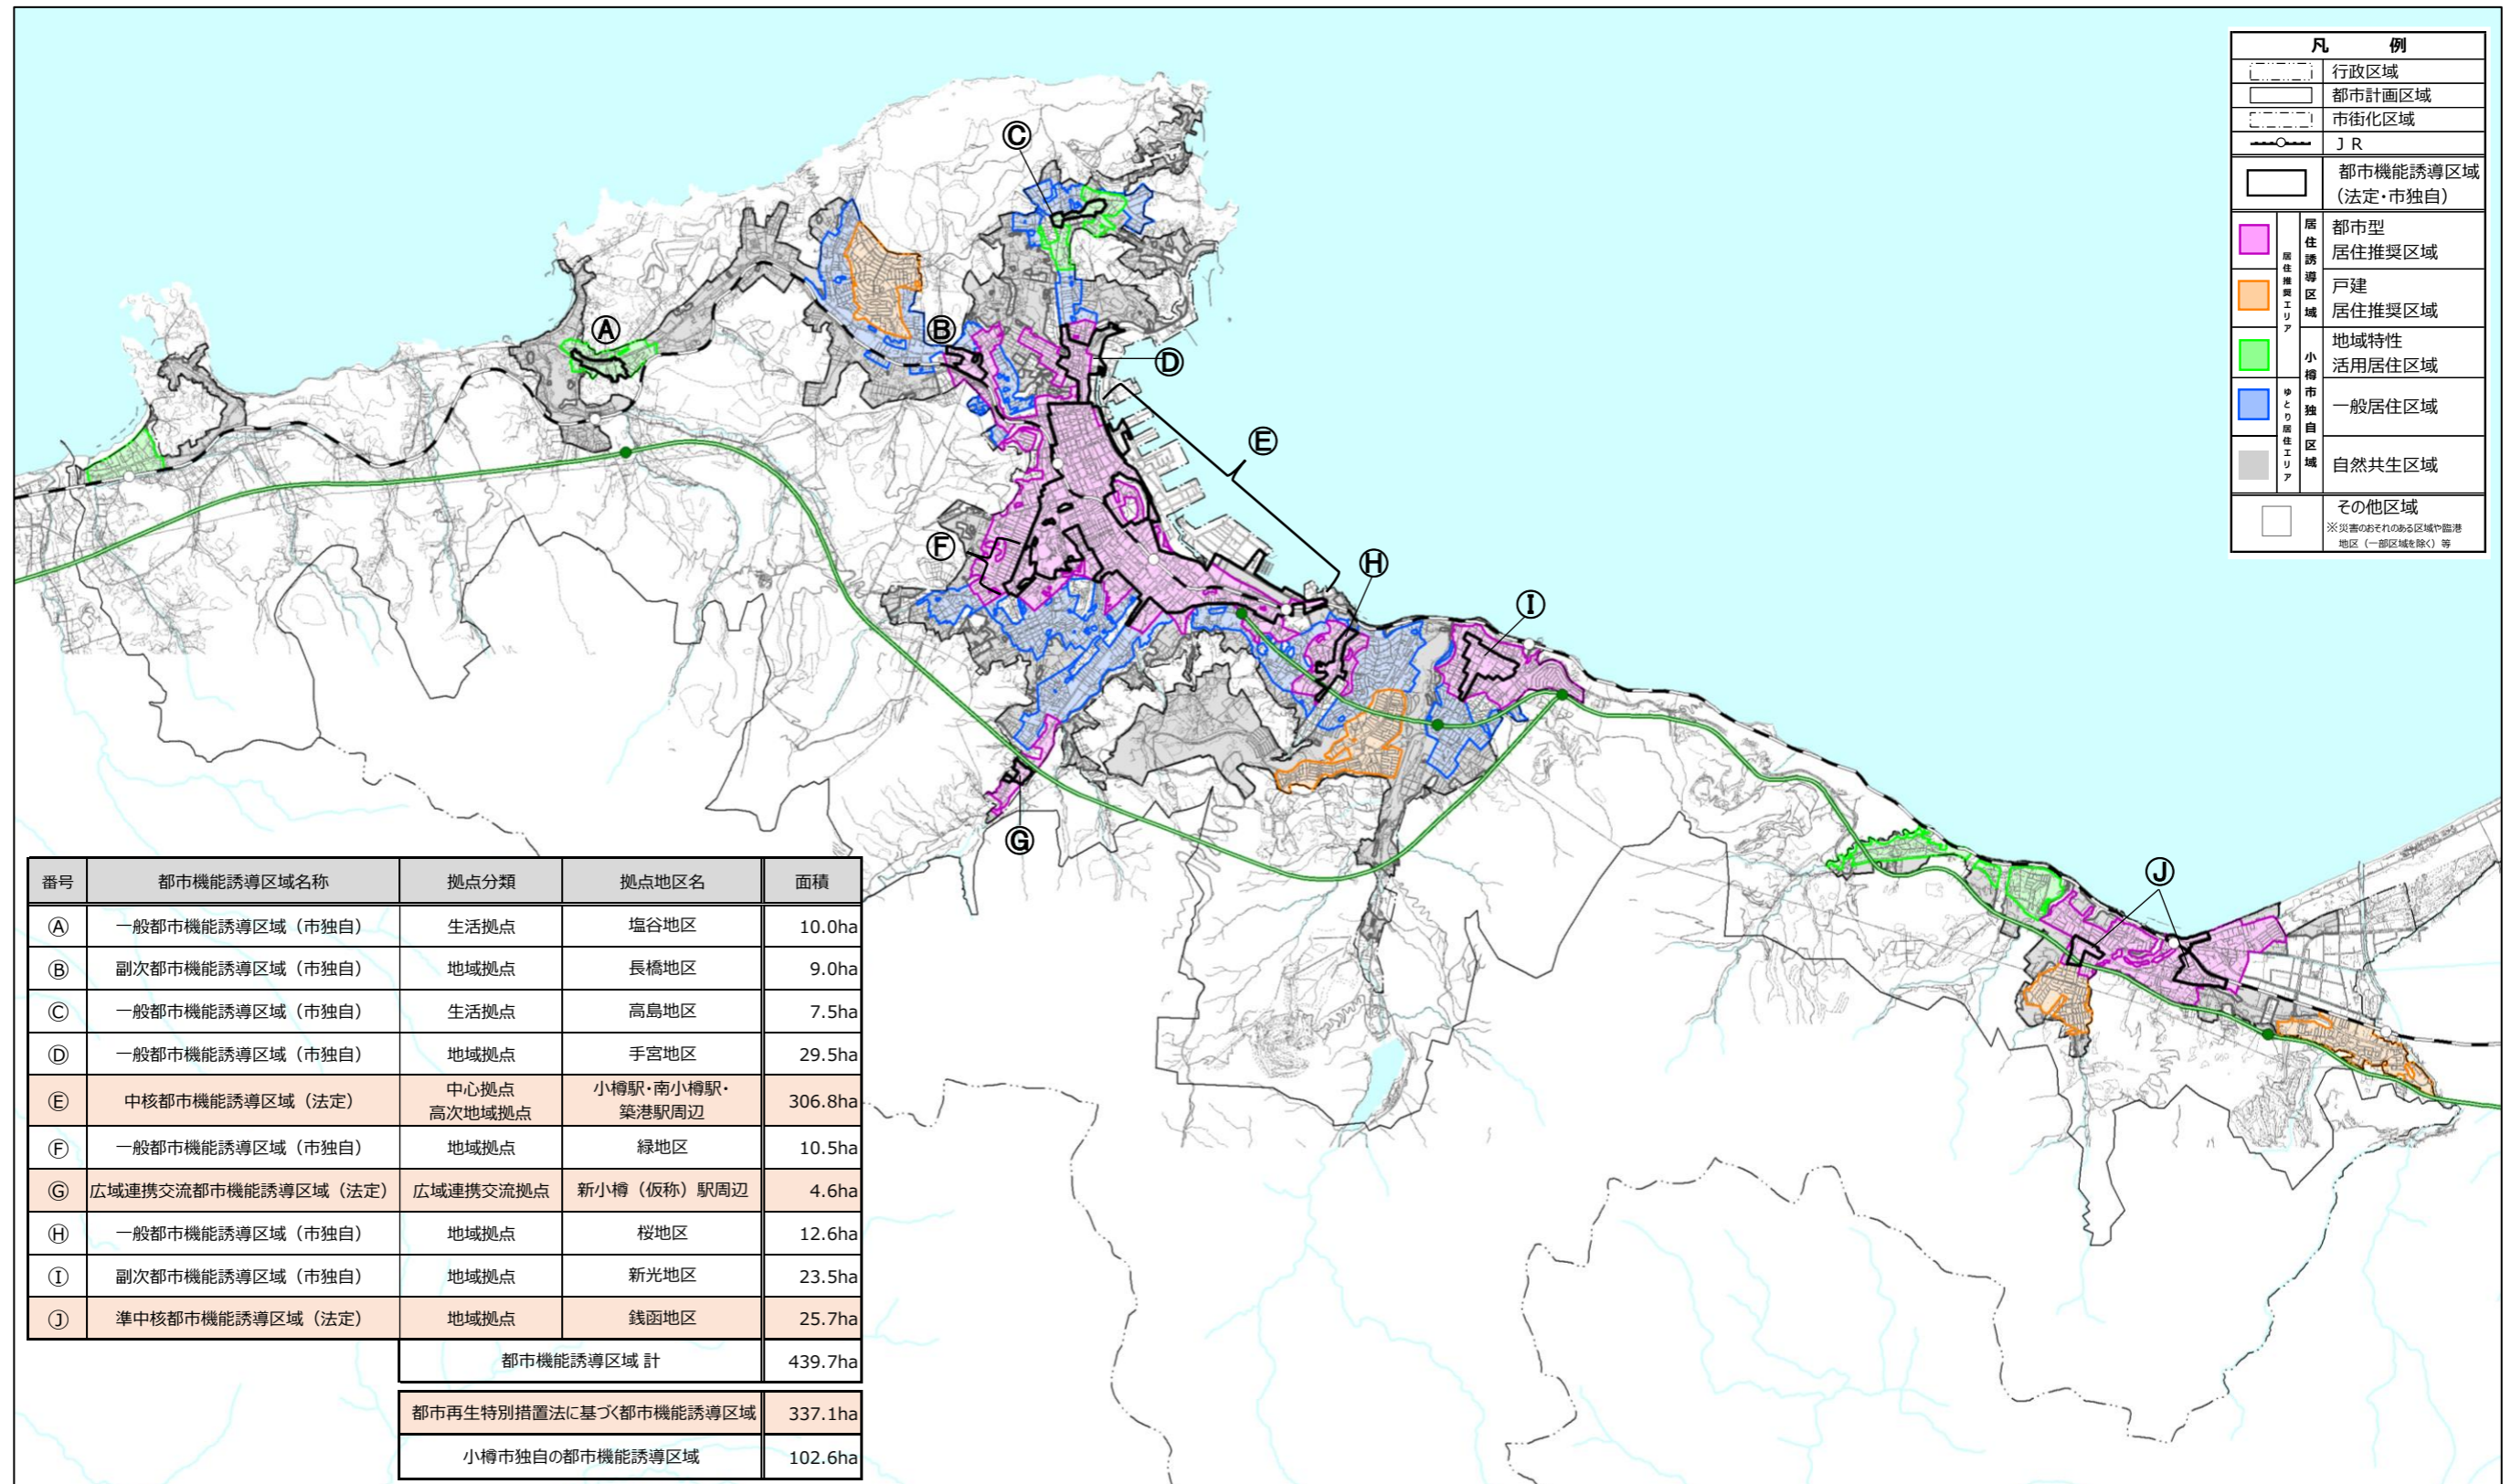 凡　例
行政区域
都市計画区域
市街化区域
ＪＲ
都市機能誘導区域
（法定・市独自）
居住誘導区域
居住推奨エリア
都市型
居住推奨区域
戸建
居住推奨区域
小樽市独自区域
地域特性
活用居住区域
ゆとり居住エリア
一般居住区域
自然共生区域
その他区域
※災害のおそれのある区域や臨港
地区（一部区域を除く）等
Ⓒ
Ⓐ
Ⓑ
Ⓓ
Ⓔ
Ⓕ
Ⓗ
Ⓘ
Ⓖ
Ⓙ
番号 都市機能誘導区域名称 拠点分類 拠点地区名 面積
Ⓐ 一般都市機能誘導区域（市独自） 生活拠点 塩谷地区 10.0ha
Ⓑ 副次都市機能誘導区域（市独自） 地域拠点 長橋地区 9.0ha
Ⓒ 一般都市機能誘導区域（市独自） 生活拠点 高島地区 7.5ha
Ⓓ 一般都市機能誘導区域（市独自） 地域拠点 手宮地区 29.5ha
Ⓔ 中核都市機能誘導区域（法定） 中心拠点 高次地域拠点 小樽駅・南小樽駅・ 築港駅周辺 306.8ha
Ⓕ 一般都市機能誘導区域（市独自） 地域拠点 緑地区 10.5ha
Ⓖ 広域連携交流都市機能誘導区域（法定） 広域連携交流拠点 新小樽（仮称）駅周辺 4.6ha
Ⓗ 一般都市機能誘導区域（市独自） 地域拠点 桜地区 12.6ha
Ⓘ 副次都市機能誘導区域（市独自） 地域拠点 新光地区 23.5ha
Ⓙ 準中核都市機能誘導区域（法定） 地域拠点 銭函地区 25.7ha
都市機能誘導区域 計 439.7ha
都市再生特別措置法に基づく都市機能誘導区域 337.1ha
小樽市独自の都市機能誘導区域 102.6ha